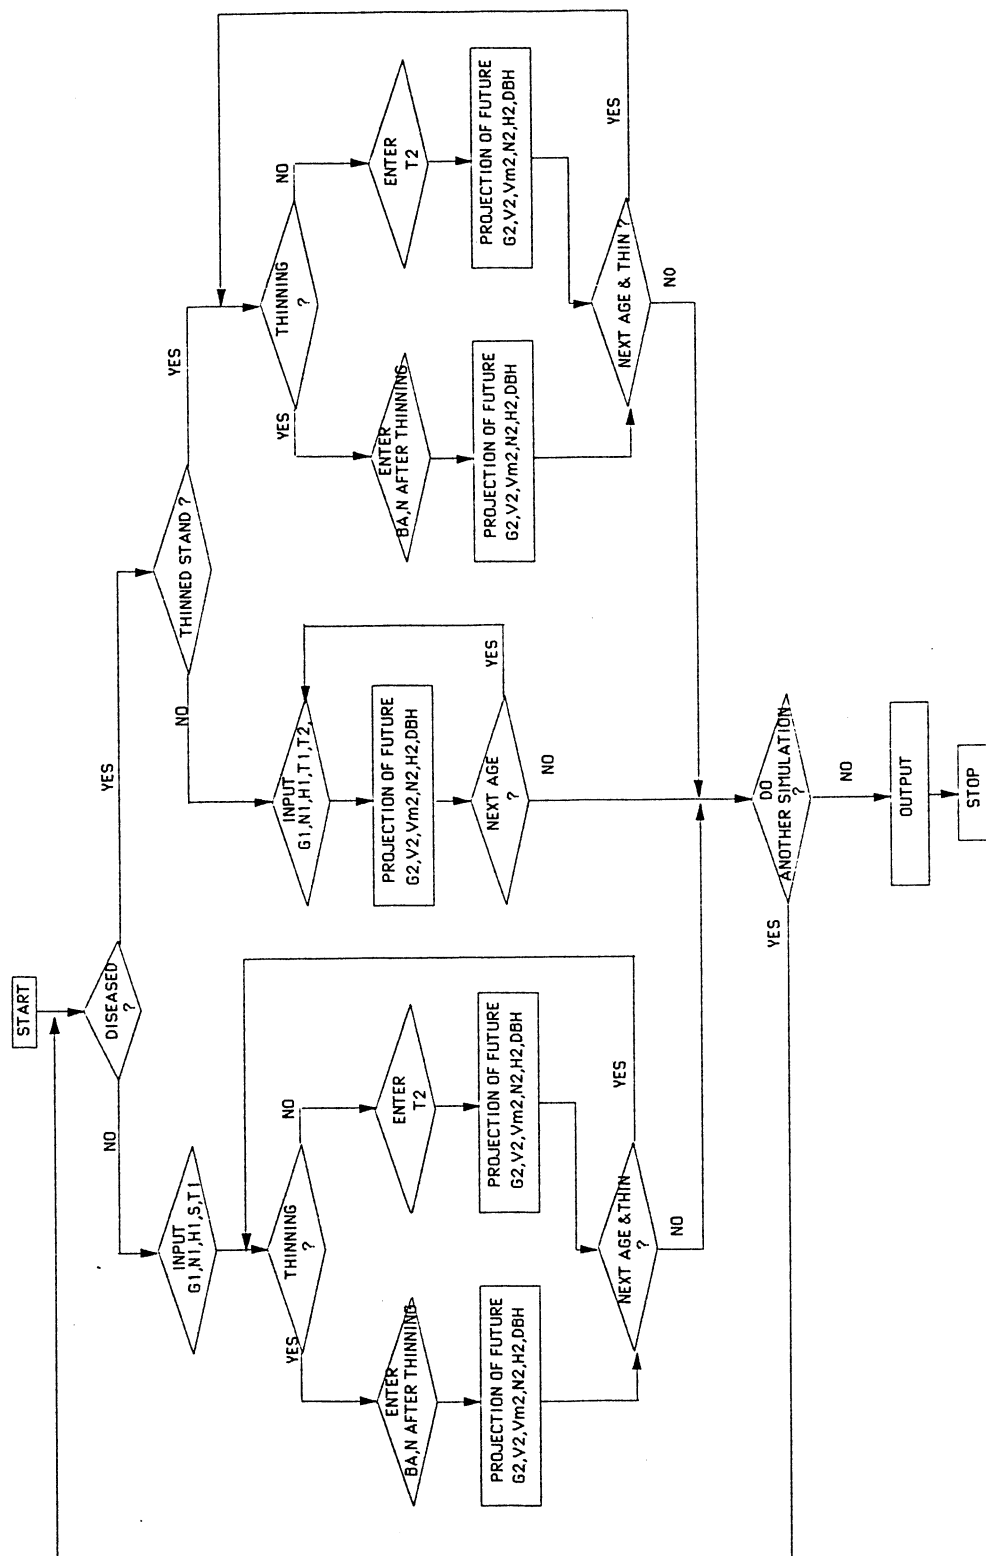 START
DISEASED
?
NO
YES
INPUT
G1,N1,H1,S,T1
THINNED STAND ?
NO
YES
THINNING
?
YES
NO
INPUT
G1,N1,H1,T1,T2,
THINNING
?
YES
NO
ENTER
BA,N AFTER THINNING
ENTER
T2
PROJECTION OF FUTURE
G2,V2,Vm2,N2,H2,DBH
ENTER
BA,N AFTER THINNING
ENTER
T2
PROJECTION OF FUTURE
G2,V2,Vm2,N2,H2,DBH
PROJECTION OF FUTURE
G2,V2,Vm2,N2,H2,DBH
NEXT AGE
?
YES
NO
PROJECTION OF FUTURE
G2,V2,Vm2,N2,H2,DBH
PROJECTION OF FUTURE
G2,V2,Vm2,N2,H2,DBH
NEXT AGE &THIN
?
YES
NO
NEXT AGE & THIN ?
YES
NO
DO
ANOTHER SIMULATION
?
YES
NO
OUTPUT
STOP